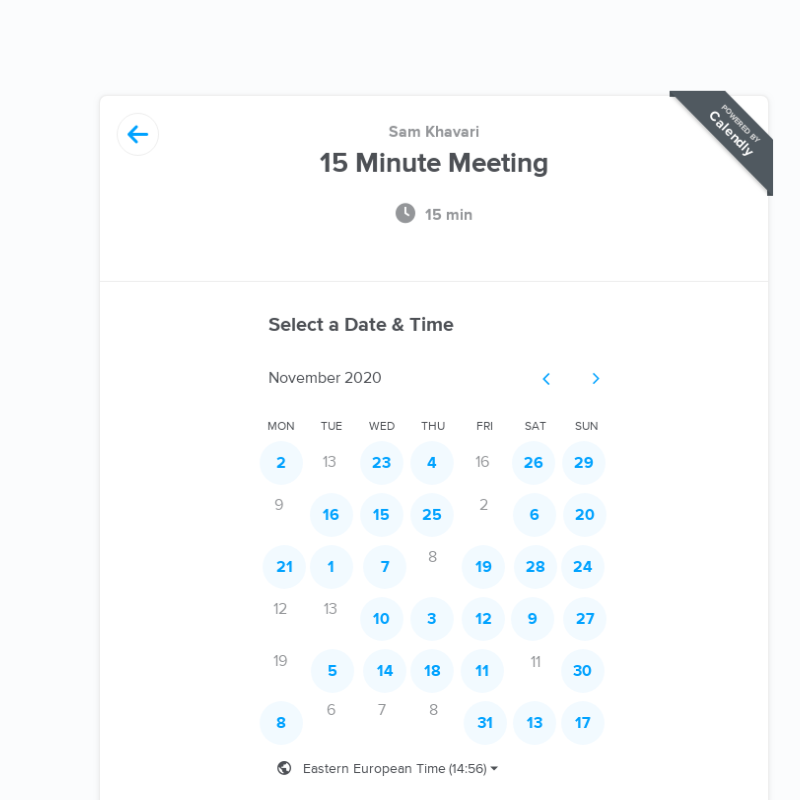 POWERED BY
Calendly
Sam Khavari
15 Minute Meeting
15 min
Select a Date & Time
November 2020
MON TUE WED THU FRI SAT SUN
2 13 23 4 16 26 29
9 16 15 25 2 6 20
21 1 7 8 19 28 24
12 13 10 3 12 9 27
19 5 14 18 11 11 30
8 6 7 8 31 13 17
Eastern European Time (14:56)